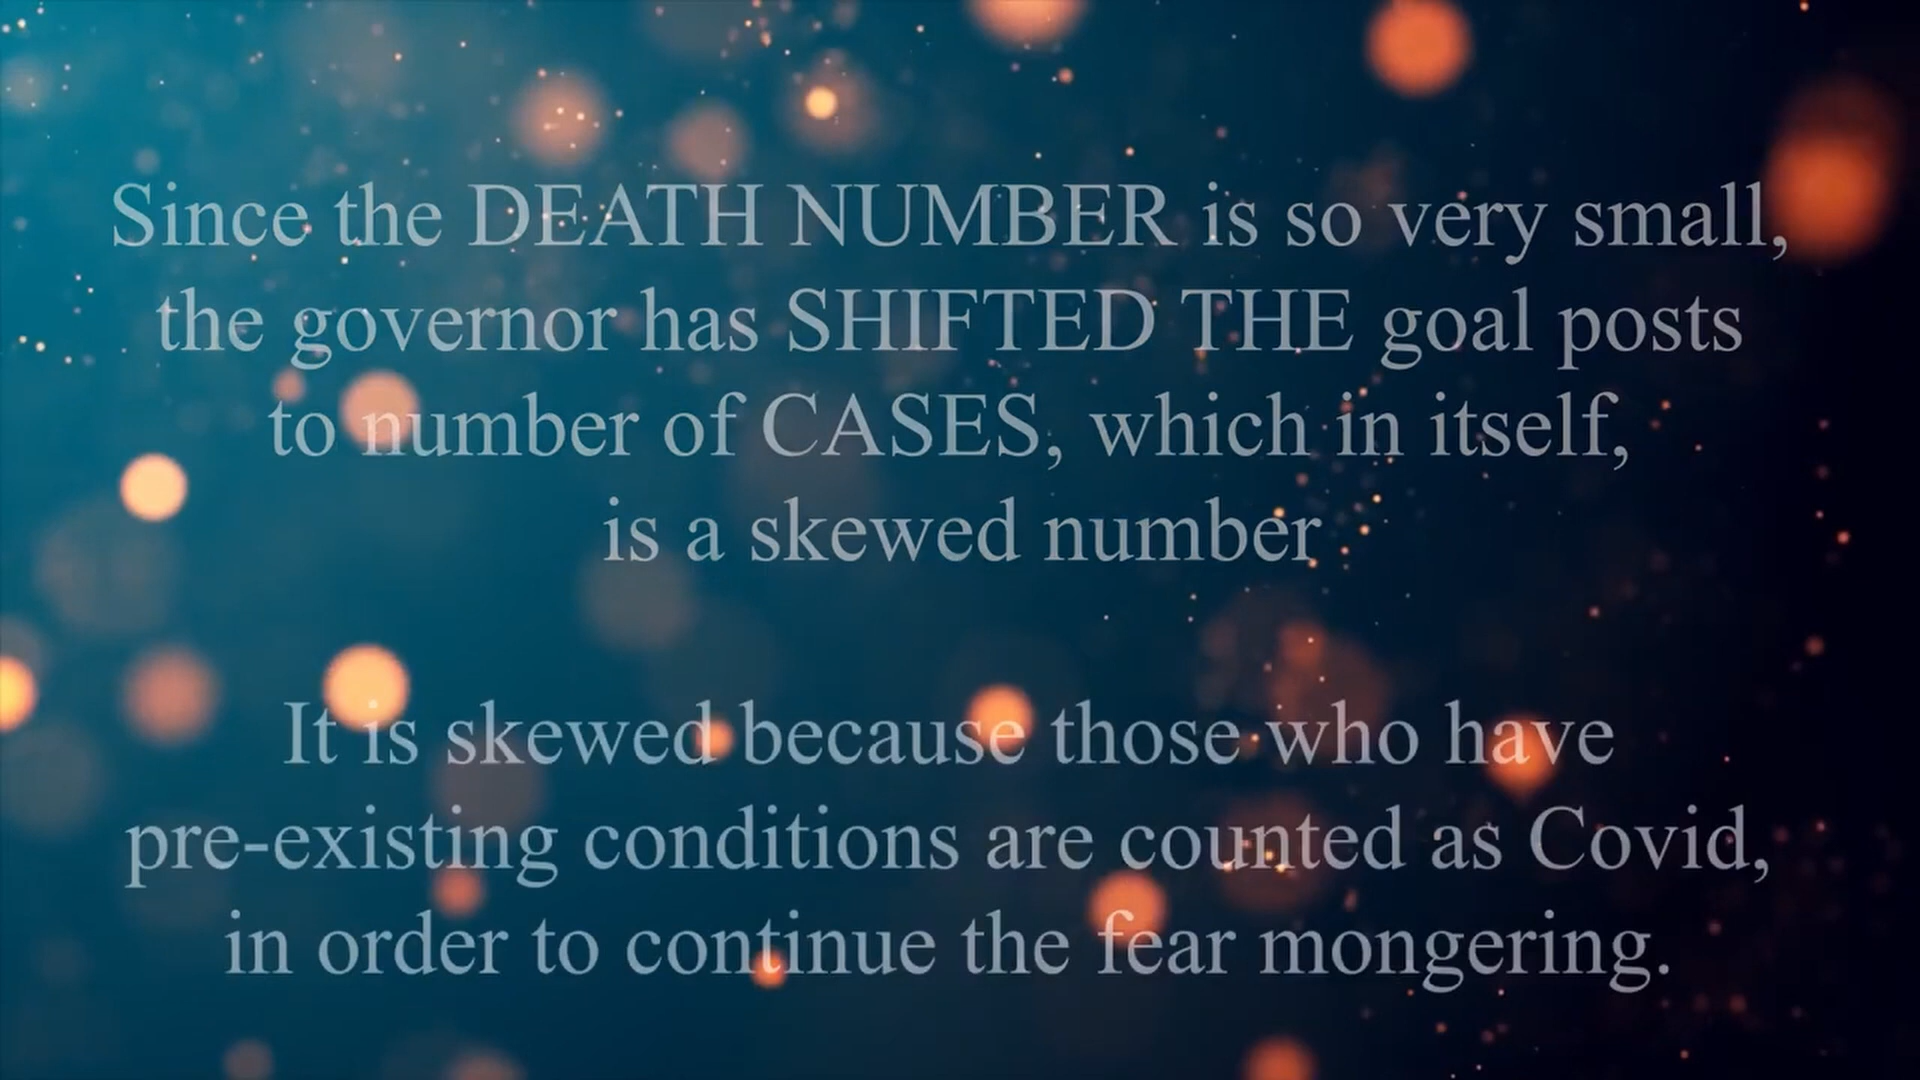 Since the DEATH NUMBER is so very small,
the governor has SHIFTED THE goal posts
to number of CASES, which in itself,
is a skewed number
It is skewed because those who have
pre-existing conditions are counted as Covid,
in order to continue the fear mongering.